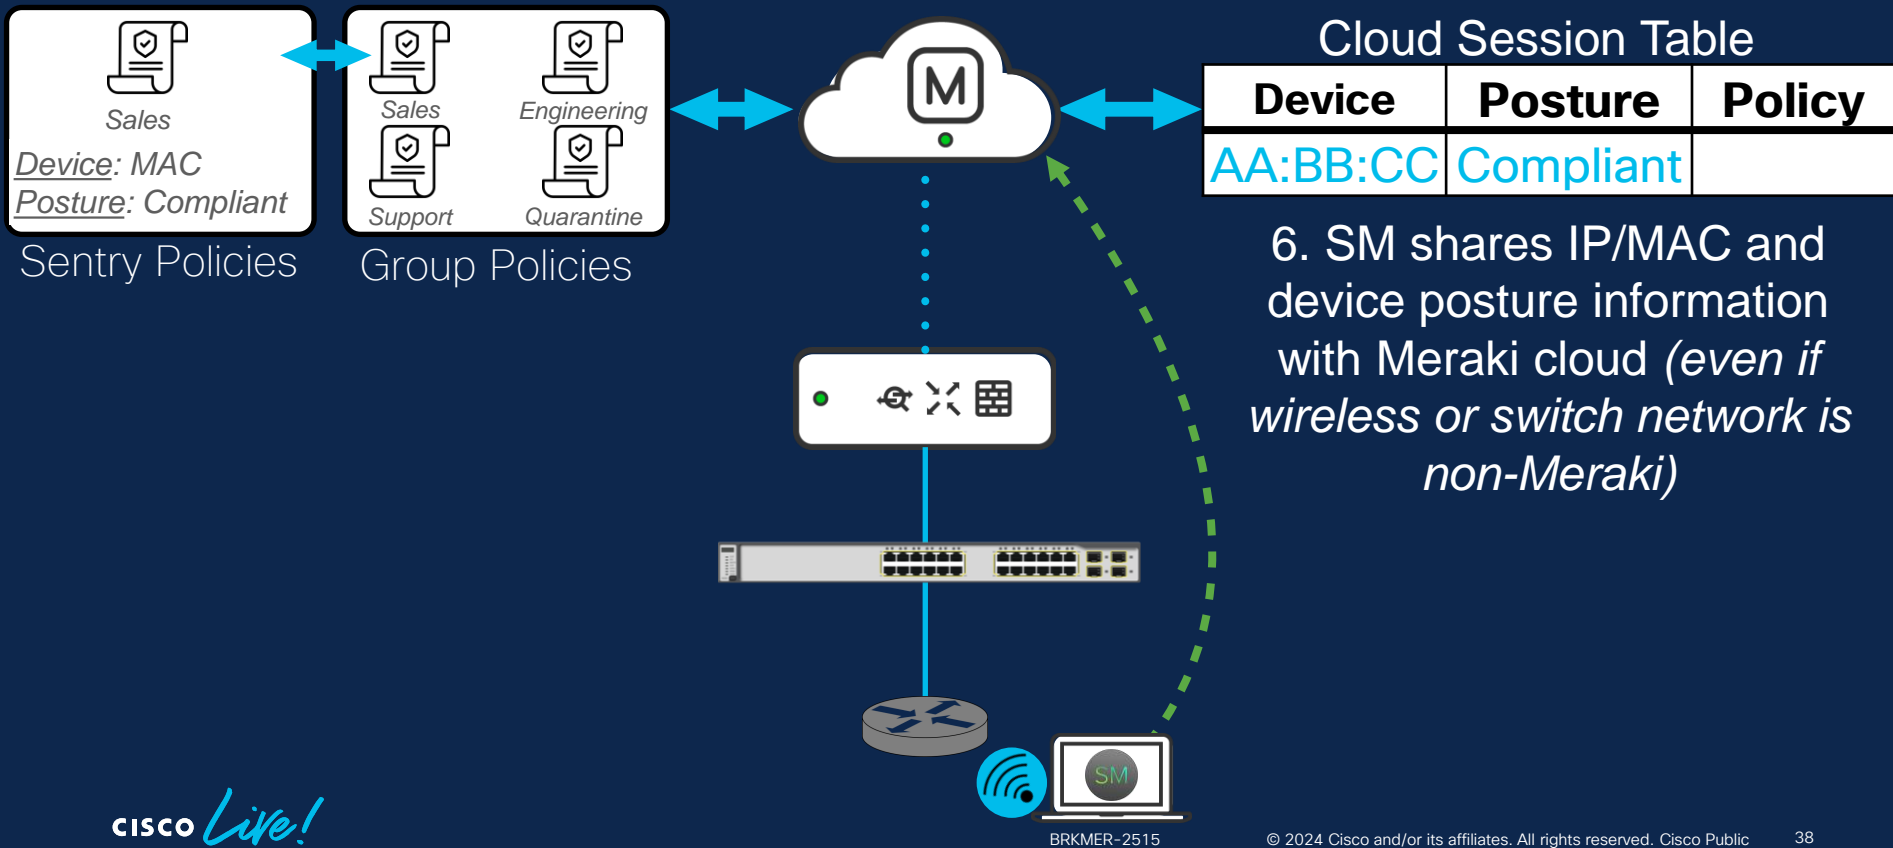 Sales
Device: MAC
Posture: Compliant
Sentry Policies
Sales
Engineering
Support
Quarantine
Group Policies
M
Cloud Session Table
Device Posture Policy
AA:BB:CC Compliant
6. SM shares IP/MAC and
device posture information
with Meraki cloud (even if
wireless or switch network is
non-Meraki)
SM
CISCO Live!
BRKMER-2515
© 2024 Cisco and/or its affiliates. All rights reserved. Cisco Public
38